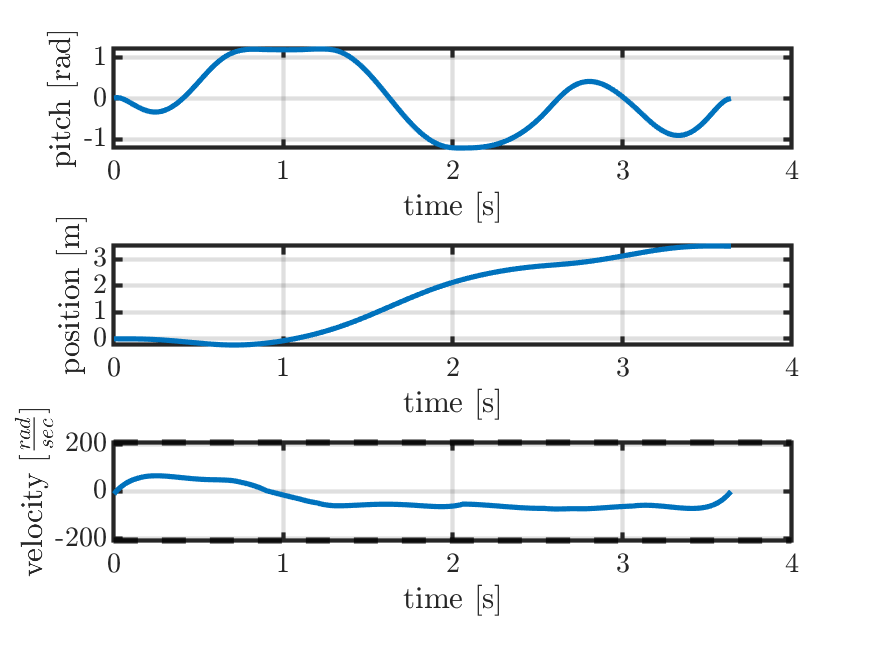 pitch [rad]
1
0
-1
0 1 2 3 4
time [s]
position [m]
3
2
1
0
0 1 2 3 4
time [s]
velocity [rad/sec]
200
0
-200
0 1 2 3 4
time [s]